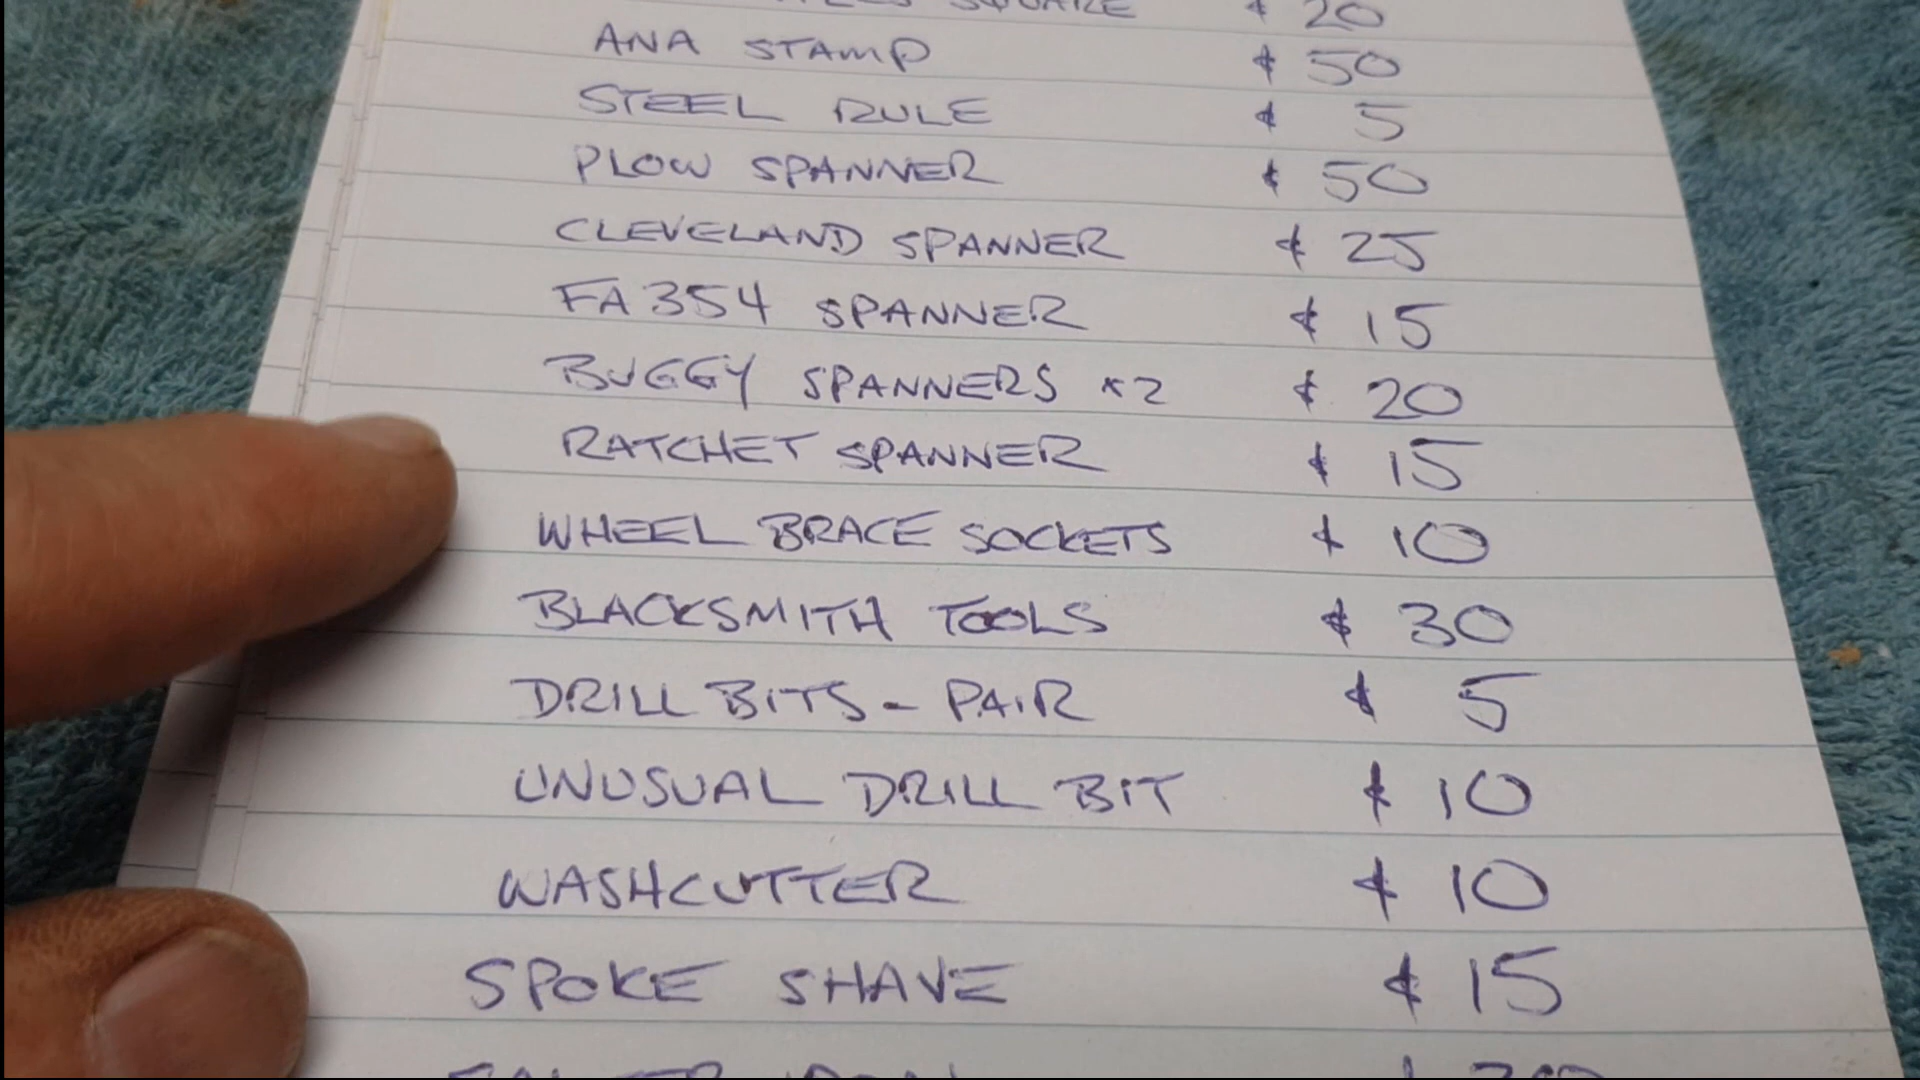 SQUARE $ 20
ANA STAMP $ 50
STEEL RULE $ 5
PLOW SPANNER $ 50
CLEVELAND SPANNER $ 25
FA354 SPANNER $ 15
BUGGY SPANNERS x2 $ 20
RATCHET SPANNER $ 15
WHEEL BRACE SOCKETS $ 10
BLACKSMITH TOOLS $ 30
DRILL BITS - PAIR $ 5
UNUSUAL DRILL BIT $ 10
WASHCUTTER $ 10
SPOKE SHAVE $ 15